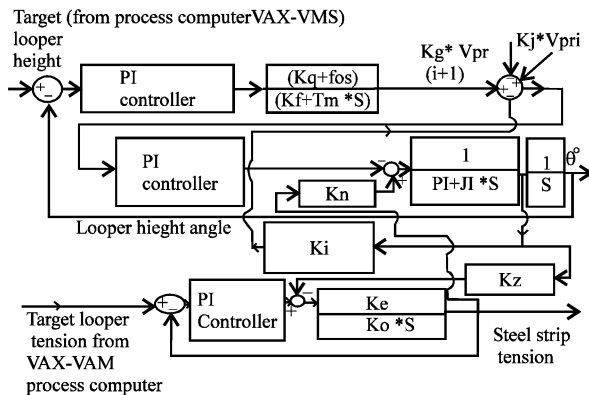 Target (from process computerVAX-VMS)
looper
height
Kj*Vpri
Kg* Vpr
(i+1)
+
−
PI
controller
(Kq+fos)
(Kf+Tm *S)
−
−
+
PI
controller
−
+
1
PI+JI *S
1
S
θ°
Kn
Looper hieght angle
Ki
Kz
+
−
PI
Controller
−
+
Ke
Ko *S
Target looper
tension from
VAX-VAM
process computer
Steel strip
tension